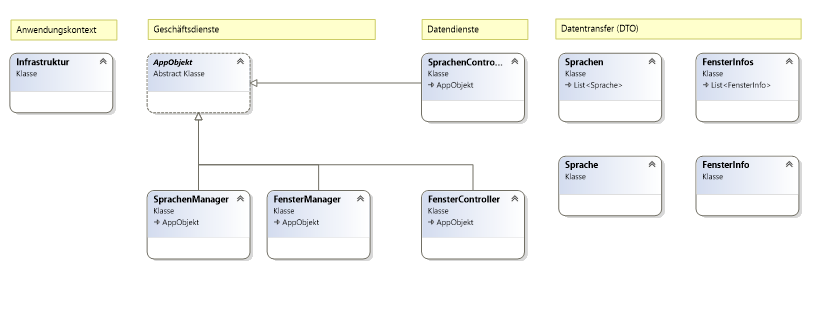 Anwendungskontext
Geschäftsdienste
Datendienste
Datentransfer (DTO)
Infrastruktur
Klasse
AppObjekt
Abstract Klasse
SprachenContro...
Klasse
AppObjekt
Sprachen
Klasse
List<Sprache>
FensterInfos
Klasse
List<FensterInfo>
Sprache
Klasse
FensterInfo
Klasse
SprachenManager
Klasse
AppObjekt
FensterManager
Klasse
AppObjekt
FensterController
Klasse
AppObjekt